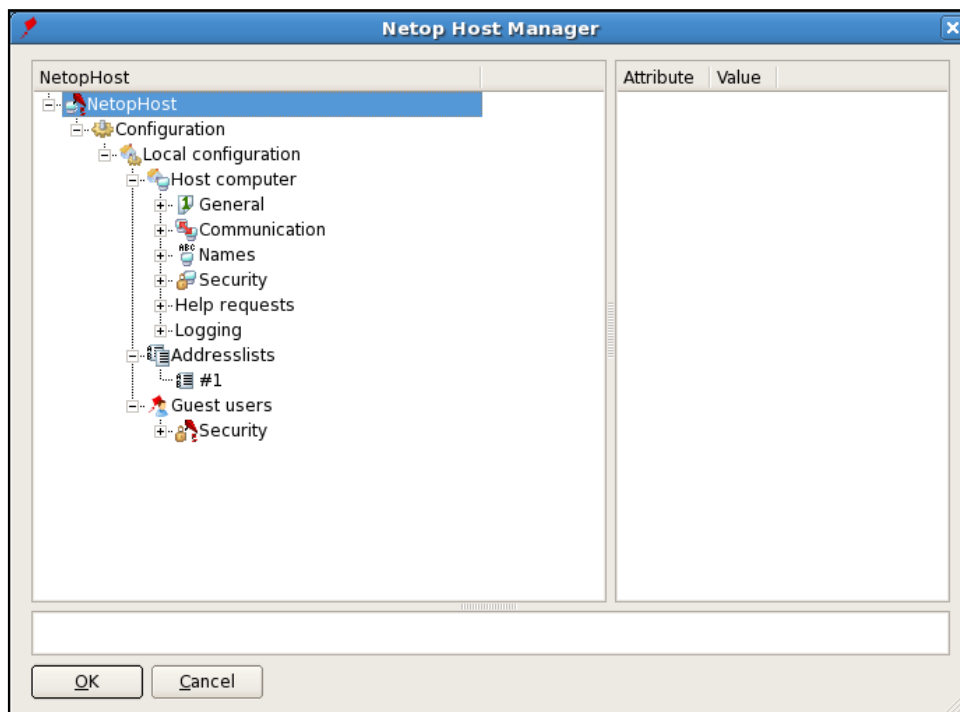 Netop Host Manager
NetopHost
Attribute Value
NetopHost
Configuration
Local configuration
Host computer
General
Communication
ABC
Names
Security
Help requests
Logging
Addresslists
#1
Guest users
Security
OK Cancel